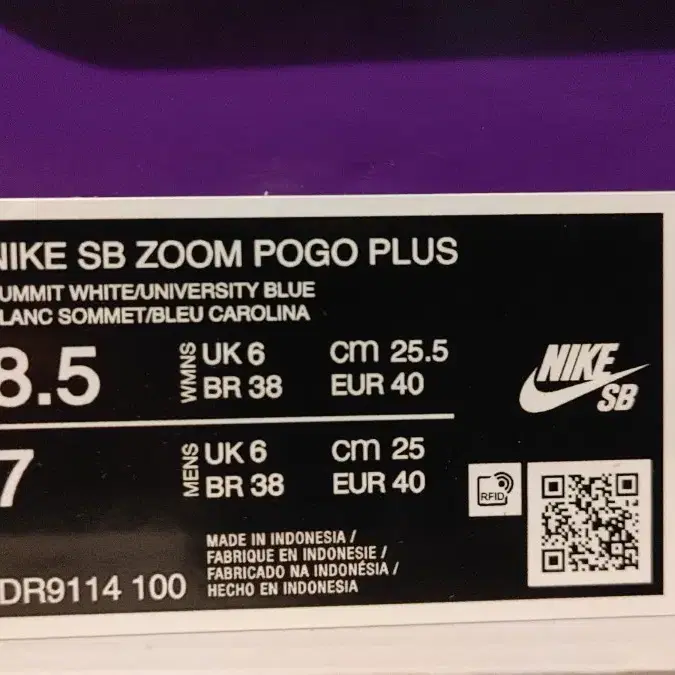 NIKE SB ZOOM POGO PLUS
UMMIT WHITE/UNIVERSITY BLUE
LANC SOMMET/BLEU CAROLINA
8.5 WMNS UK 6 cm 25.5
BR 38 EUR 40
7 MENS UK 6 cm 25
BR 38 EUR 40
NIKE
SB
RFID
MADE IN INDONESIA /
FABRIQUE EN INDONESIE /
FABRICADO NA INDONÉSIA /
HECHO EN INDONESIA
DR9114 100